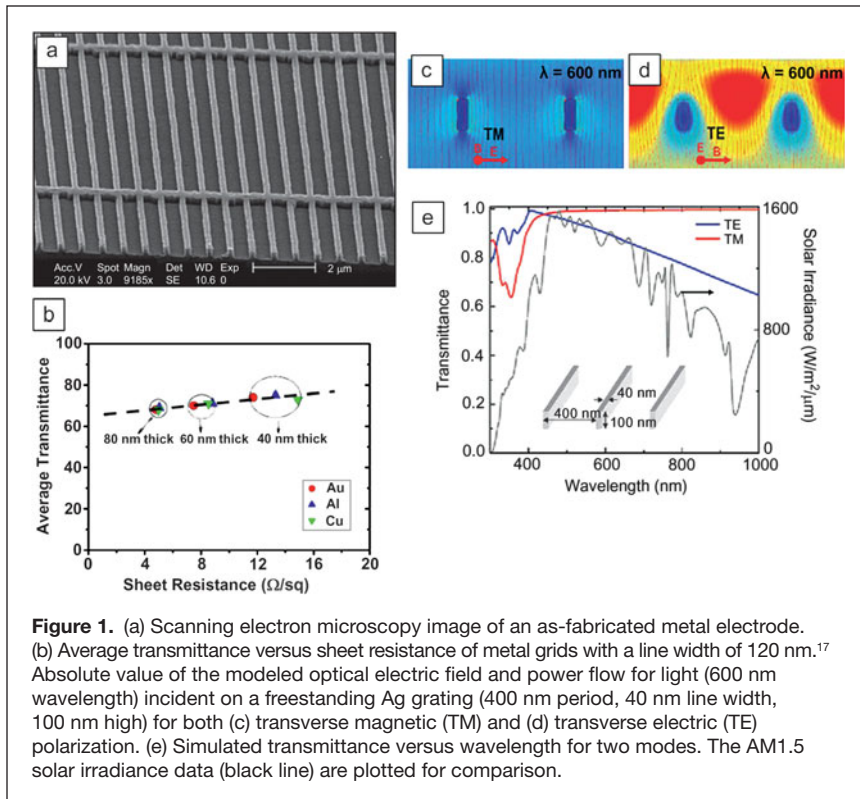 a
Acc.V Spot Magn Det WD Exp
20.0 kV 3.0 9185x SE 10.6 0
2 µm
b
Average Transmittance
100
80
60
40
20
0
80 nm thick
60 nm thick
40 nm thick
Au
Al
Cu
0 4 8 12 16 20
Sheet Resistance (Ω/sq)
c
λ = 600 nm
TM
B
E
d
λ = 600 nm
TE
E
B
e
Transmittance
1.0
0.8
0.6
0.4
0.2
0.0
TE
TM
40 nm
400 nm
100 nm
400 600 800 1000
Wavelength (nm)
1600
800
0
Solar Irradiance
(W/m²/µm)
Figure 1. (a) Scanning electron microscopy image of an as-fabricated metal electrode.
(b) Average transmittance versus sheet resistance of metal grids with a line width of 120 nm.¹⁷
Absolute value of the modeled optical electric field and power flow for light (600 nm
wavelength) incident on a freestanding Ag grating (400 nm period, 40 nm line width,
100 nm high) for both (c) transverse magnetic (TM) and (d) transverse electric (TE)
polarization. (e) Simulated transmittance versus wavelength for two modes. The AM1.5
solar irradiance data (black line) are plotted for comparison.